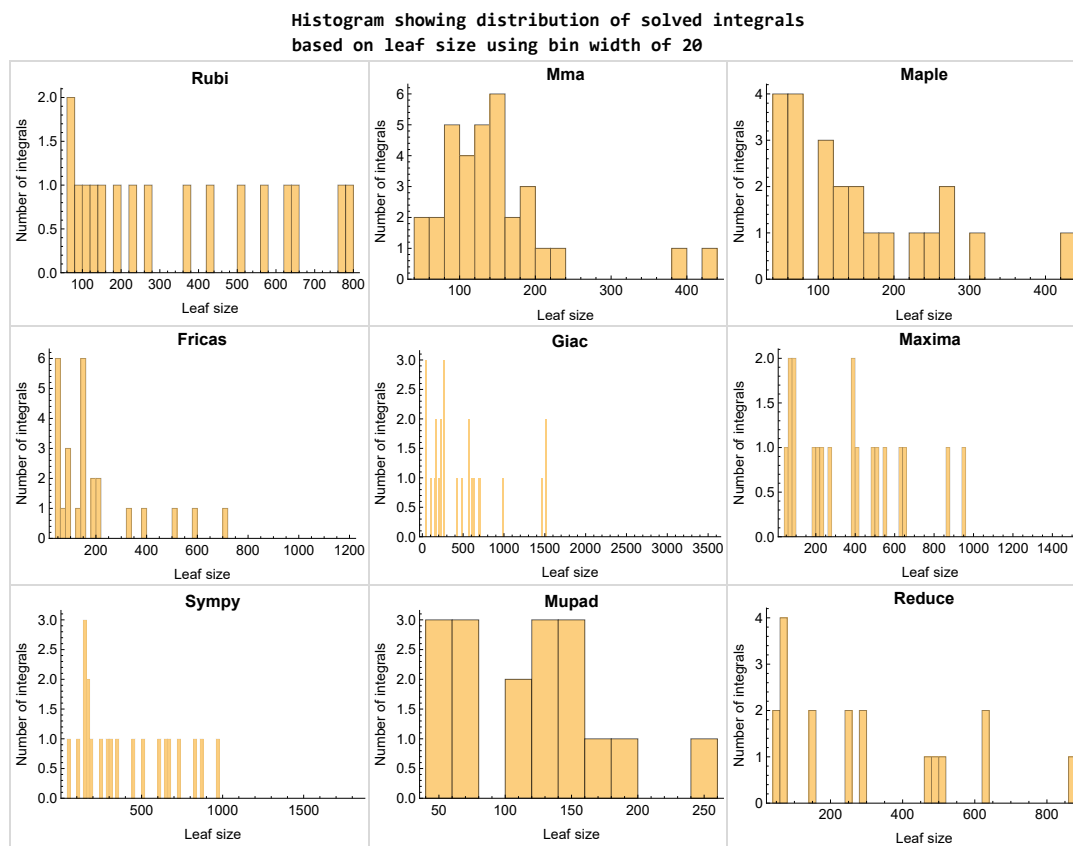 Histogram showing distribution of solved integrals
based on leaf size using bin width of 20
Rubi
Number of integrals
2.0
1.5
1.0
0.5
0.0
100 200 300 400 500 600 700 800
Leaf size
Mma
Number of integrals
6
5
4
3
2
1
0
100 200 300 400
Leaf size
Maple
Number of integrals
4
3
2
1
0
100 200 300 400
Leaf size
Fricas
Number of integrals
6
5
4
3
2
1
0
200 400 600 800 1000 1200
Leaf size
Giac
Number of integrals
3.0
2.5
2.0
1.5
1.0
0.5
0.0
0 500 1000 1500 2000 2500 3000 3500
Leaf size
Maxima
Number of integrals
2.0
1.5
1.0
0.5
0.0
200 400 600 800 1000 1200 1400
Leaf size
Sympy
Number of integrals
3.0
2.5
2.0
1.5
1.0
0.5
0.0
500 1000 1500
Leaf size
Mupad
Number of integrals
3.0
2.5
2.0
1.5
1.0
0.5
0.0
50 100 150 200 250
Leaf size
Reduce
Number of integrals
4
3
2
1
0
200 400 600 800
Leaf size